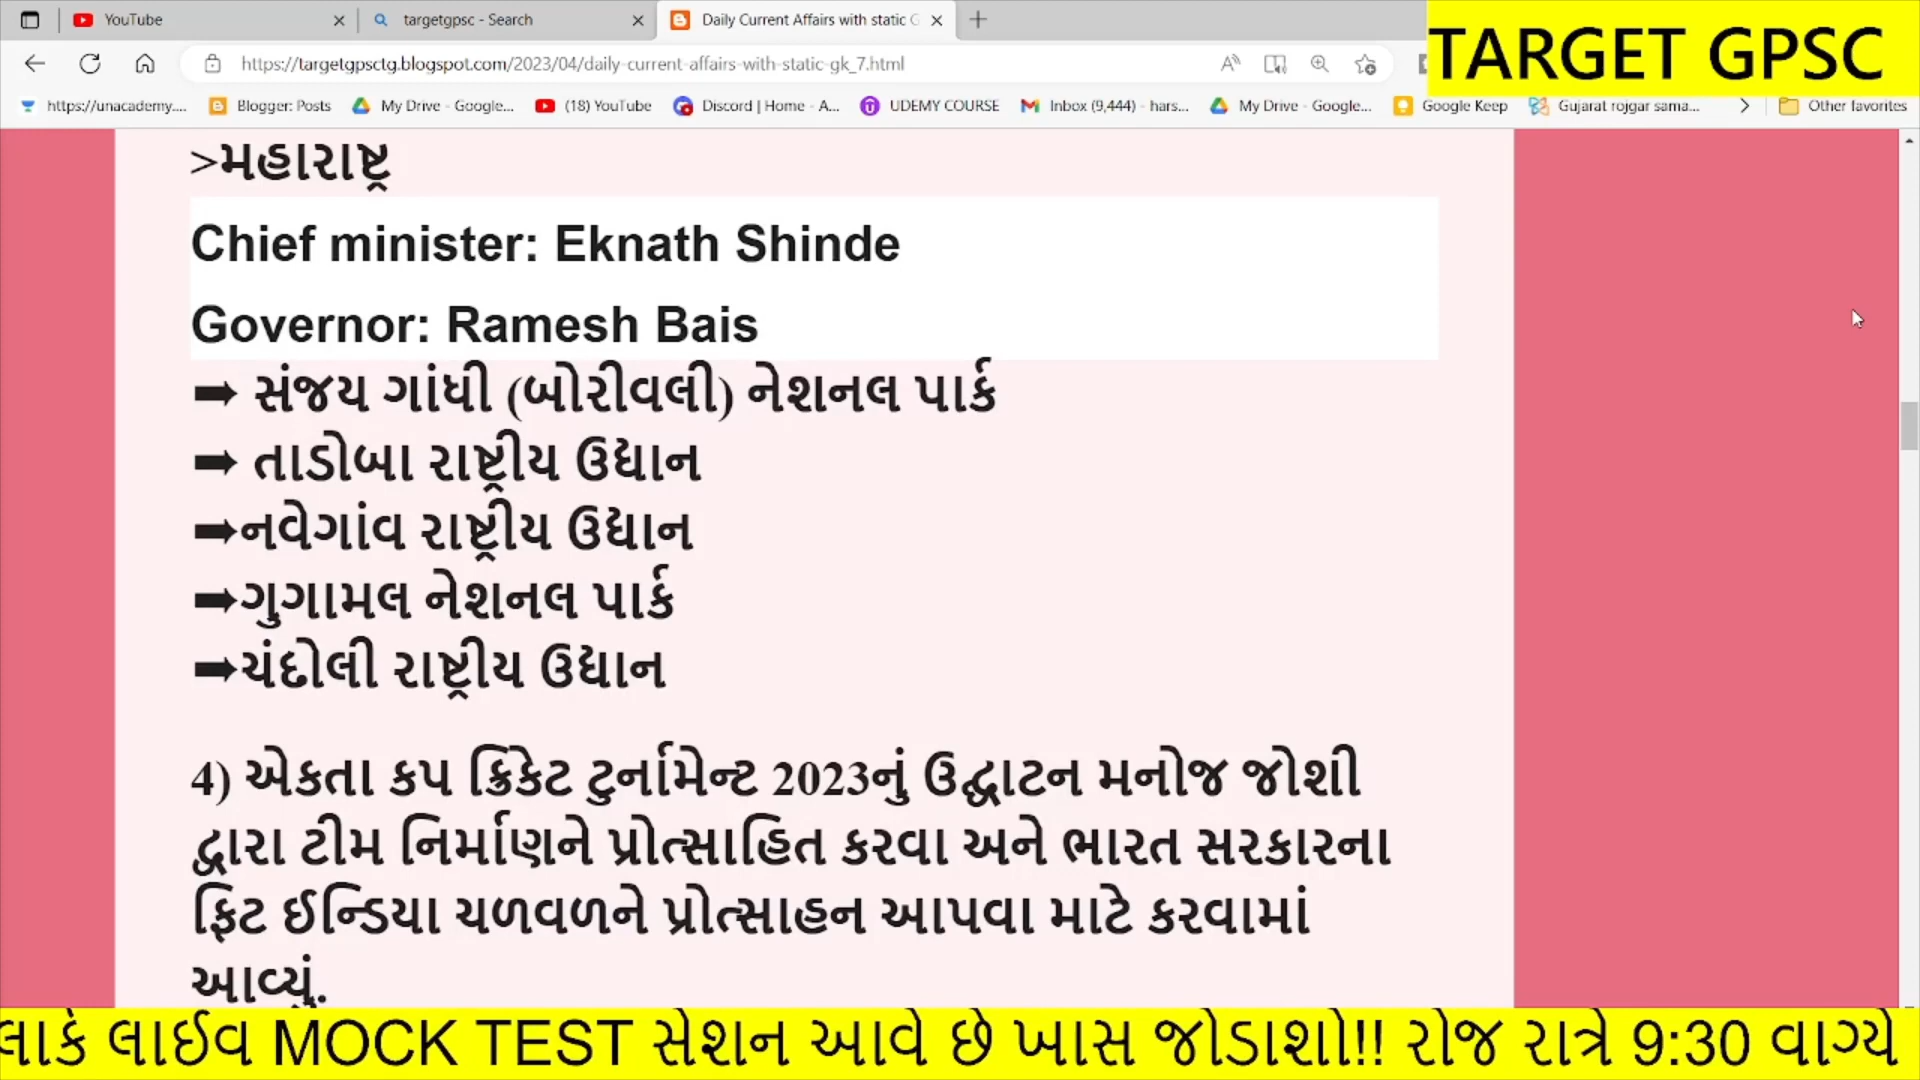 YouTube
targetgpsc - Search
Daily Current Affairs with static G
TARGET GPSC
https://targetgpsctg.blogspot.com/2023/04/daily-current-affairs-with-static-gk_7.html
https://unacademy....
Blogger: Posts
My Drive - Google...
(18) YouTube
Discord | Home - A...
UDEMY COURSE
Inbox (9,444) - hars...
My Drive - Google...
Google Keep
Gujarat rojgar sama...
Other favorites
>મહારાષ્ટ્ર
Chief minister: Eknath Shinde
Governor: Ramesh Bais
➡ સંજય ગાંધી (બોરીવલી) નેશનલ પાર્ક
➡ તાડોબા રાષ્ટ્રીય ઉદ્યાન
➡નવેગાંવ રાષ્ટ્રીય ઉદ્યાન
➡ગુગામલ નેશનલ પાર્ક
➡ચંદોલી રાષ્ટ્રીય ઉદ્યાન
4) એકતા કપ ક્રિકેટ ટુર્નામેન્ટ 2023નું ઉદ્ઘાટન મનોજ જોશી
દ્વારા ટીમ નિર્માણને પ્રોત્સાહિત કરવા અને ભારત સરકારના
ફિટ ઈન્ડિયા ચળવળને પ્રોત્સાહન આપવા માટે કરવામાં
આવ્યું.
લાઈવ MOCK TEST સેશન આવે છે ખાસ જોડાશો!! રોજ રાત્રે 9:30 વાગ્યે